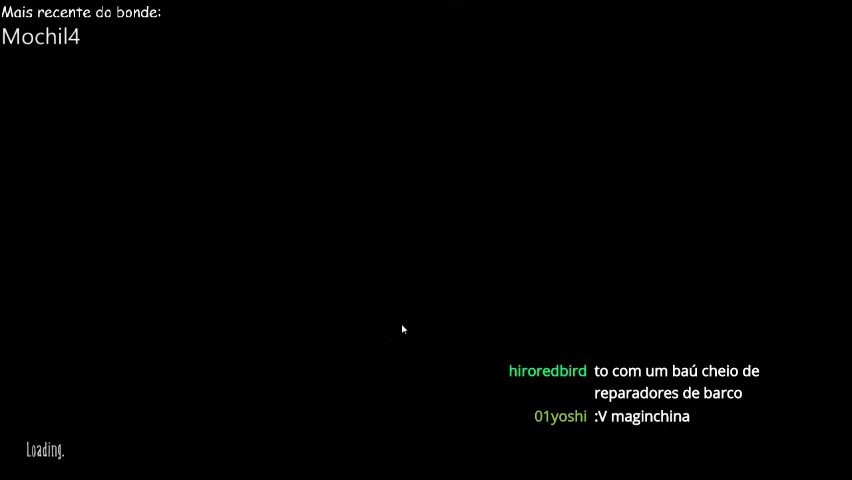 Mais recente do bonde:
Mochil4
hiroredbird to com um baú cheio de
reparadores de barco
01yoshi :V maginchina
Loading.